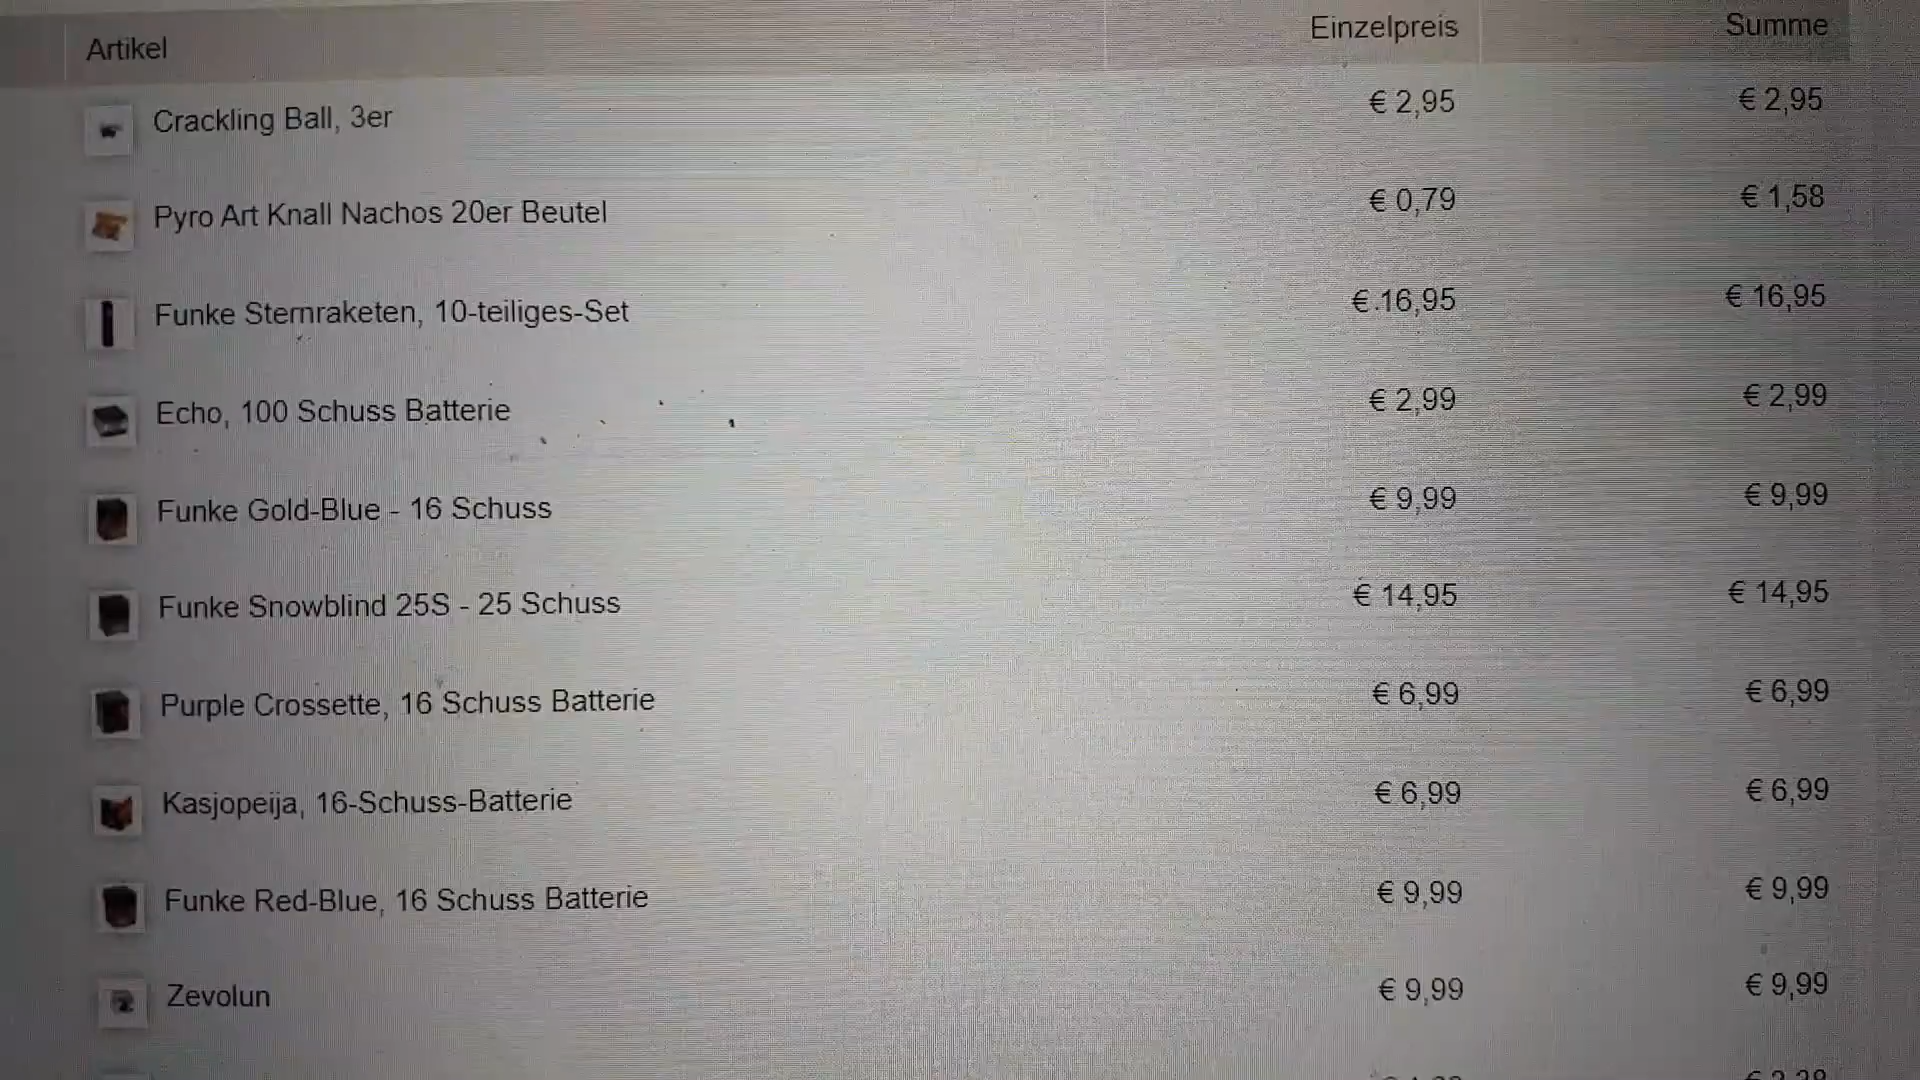 Artikel Einzelpreis Summe
Crackling Ball, 3er € 2,95 € 2,95
Pyro Art Knall Nachos 20er Beutel € 0,79 € 1,58
Funke Sternraketen, 10-teiliges-Set € 16,95 € 16,95
Echo, 100 Schuss Batterie € 2,99 € 2,99
Funke Gold-Blue - 16 Schuss € 9,99 € 9,99
Funke Snowblind 25S - 25 Schuss € 14,95 € 14,95
Purple Crossette, 16 Schuss Batterie € 6,99 € 6,99
Kasjopeija, 16-Schuss-Batterie € 6,99 € 6,99
Funke Red-Blue, 16 Schuss Batterie € 9,99 € 9,99
Zevolun € 9,99 € 9,99